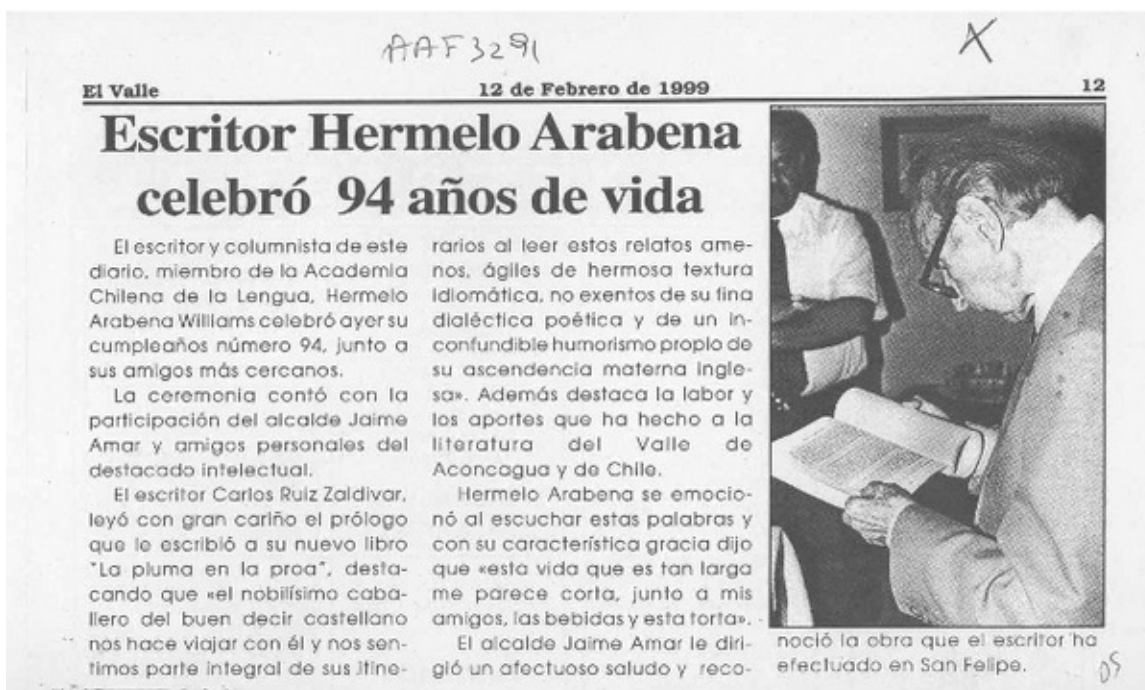 AAF3291
X
El Valle 12 de Febrero de 1999 12
Escritor Hermelo Arabena
celebró 94 años de vida
El escritor y columnista de este
diario, miembro de la Academia
Chilena de la Lengua, Hermelo
Arabena Williams celebró ayer su
cumpleaños número 94, junto a
sus amigos más cercanos.
La ceremonia contó con la
participación del alcalde Jaime
Amar y amigos personales del
destacado intelectual.
El escritor Carlos Ruiz Zaldivar,
leyó con gran cariño el prólogo
que le escribió a su nuevo libro
"La pluma en la proa", desta-
cando que «el nobilísimo caba-
llero del buen decir castellano
nos hace viajar con él y nos sen-
timos parte integral de sus itine-
rarios al leer estos relatos ame-
nos, ágiles de hermosa textura
idiomática, no exentos de su fina
dialéctica poética y de un in-
confundible humorismo propio de
su ascendencia materna ingle-
sa». Además destaca la labor y
los aportes que ha hecho a la
literatura del Valle de
Aconcagua y de Chile.
Hermelo Arabena se emocio-
nó al escuchar estas palabras y
con su característica gracia dijo
que «esta vida que es tan larga
me parece corta, junto a mis
amigos, las bebidas y esta torta».
El alcalde Jaime Amar le diri-
gió un afectuoso saludo y reco-
noció la obra que el escritor ha
efectuado en San Felipe.